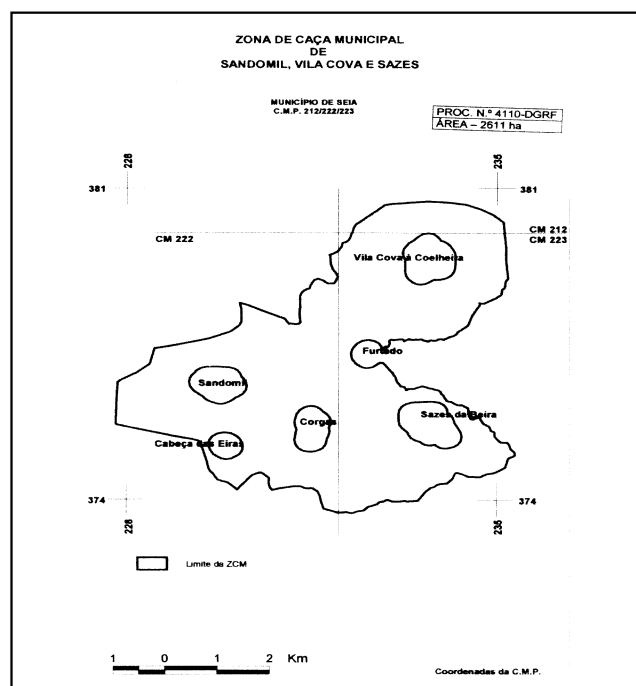 ZONA DE CAÇA MUNICIPAL
DE
SANDOMIL, VILA COVA E SAZES
MUNICÍPIO DE SEIA
C.M.P. 212/222/223
PROC. N.º 4110-DGRF
ÁREA – 2611 ha
228
235
381
381
CM 222
CM 212
CM 223
Vila Cova à Coelheira
Furtado
Sandomil
Corgas
Sazes da Beira
Cabeça das Eiras
374
374
228
235
Limite da ZCM
1 0 1 2 Km
Coordenadas da C.M.P.